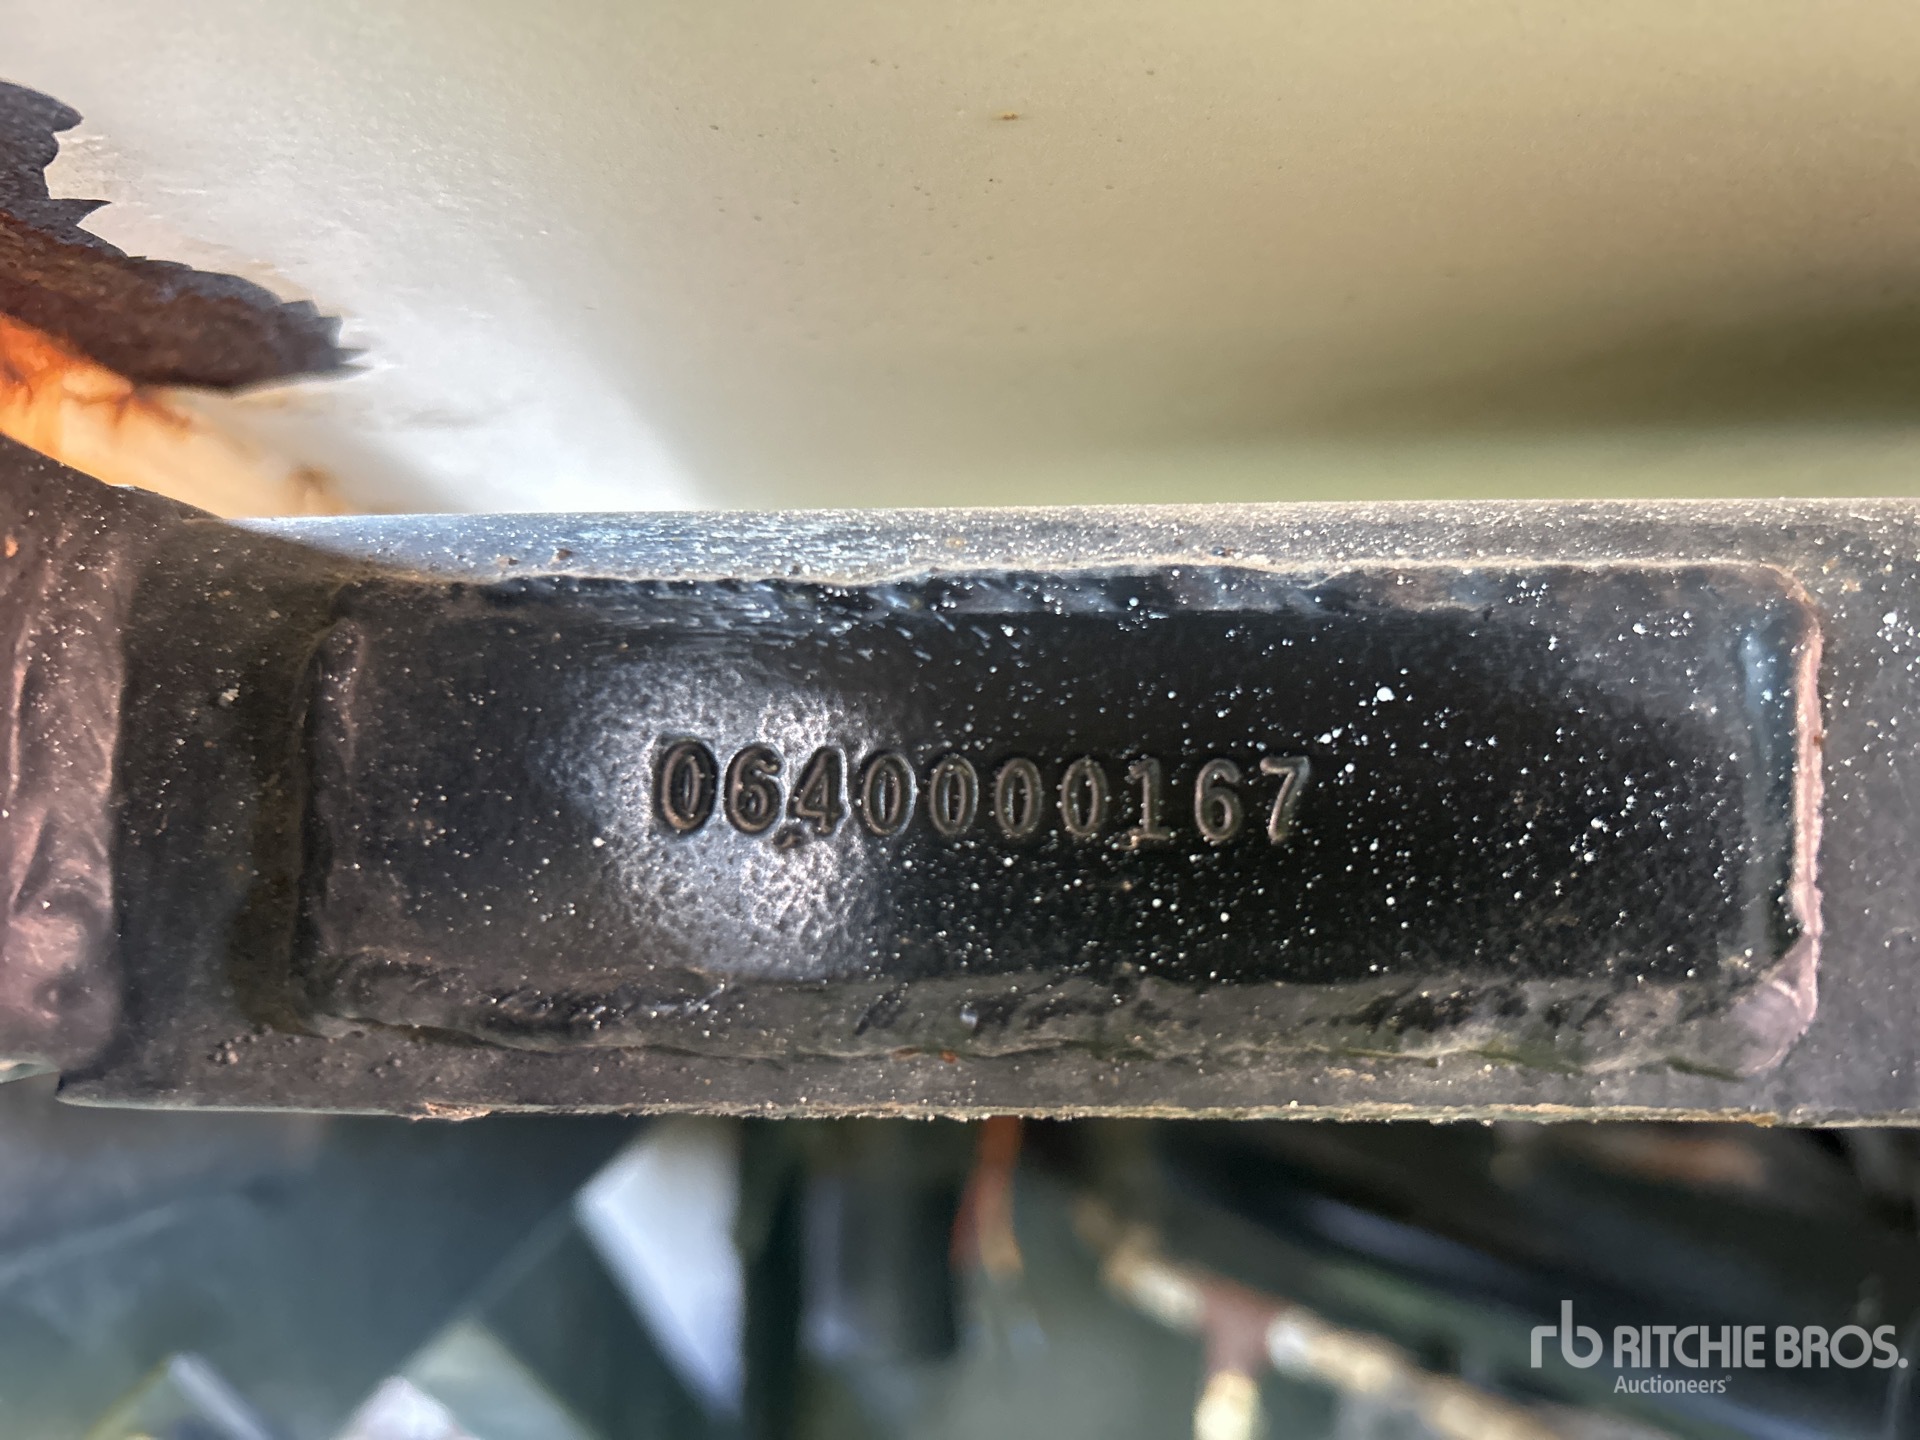 0640000167
rb RITCHIE BROS.
Auctioneers®